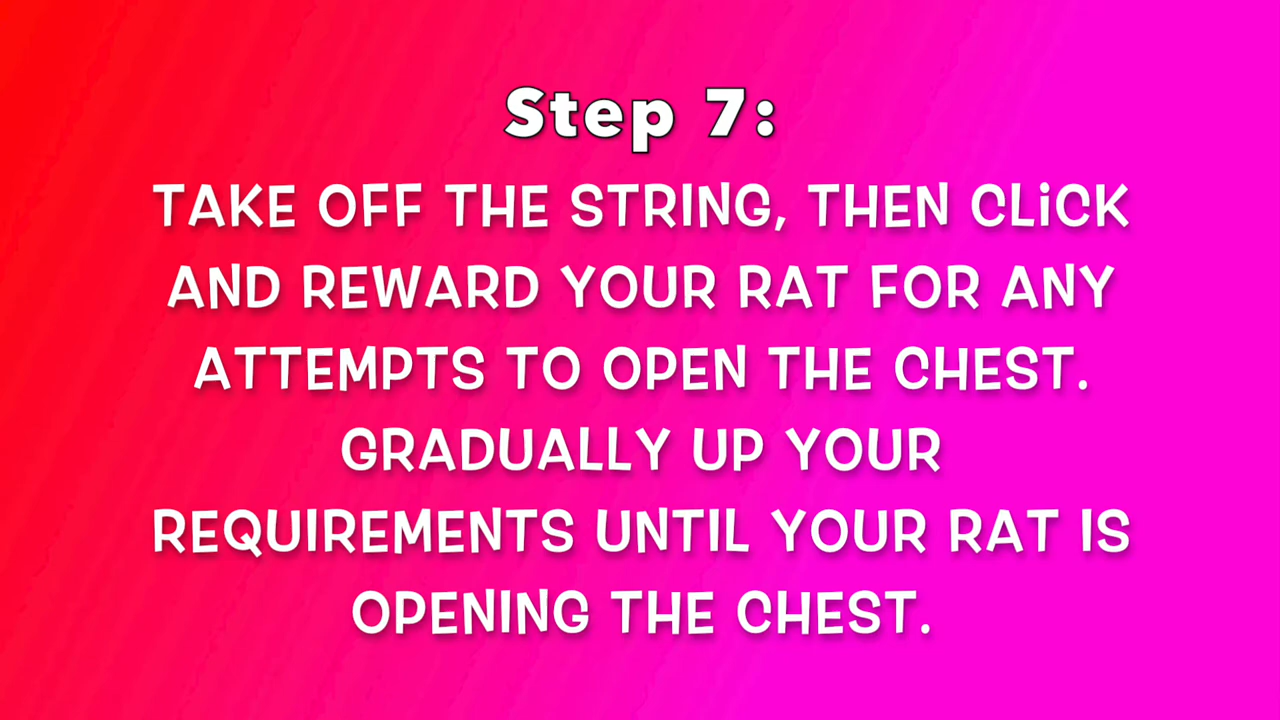 Step 7:
TAKE OFF THE STRING, THEN CLiCK
AND REWARD YOUR RAT FOR ANY
ATTEMPTS TO OPEN THE CHEST.
GRADUALLY UP YOUR
REQUIREMENTS UNTIL YOUR RAT IS
OPENING THE CHEST.